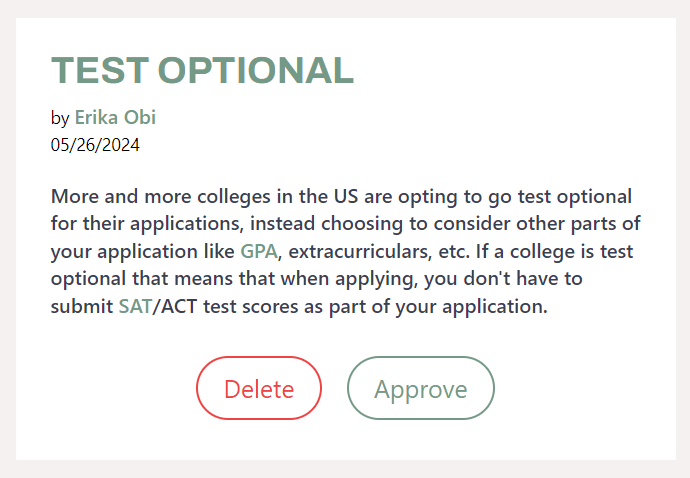 TEST OPTIONAL
by Erika Obi
05/26/2024
More and more colleges in the US are opting to go test optional
for their applications, instead choosing to consider other parts of
your application like GPA, extracurriculars, etc. If a college is test
optional that means that when applying, you don't have to
submit SAT/ACT test scores as part of your application.
Delete Approve